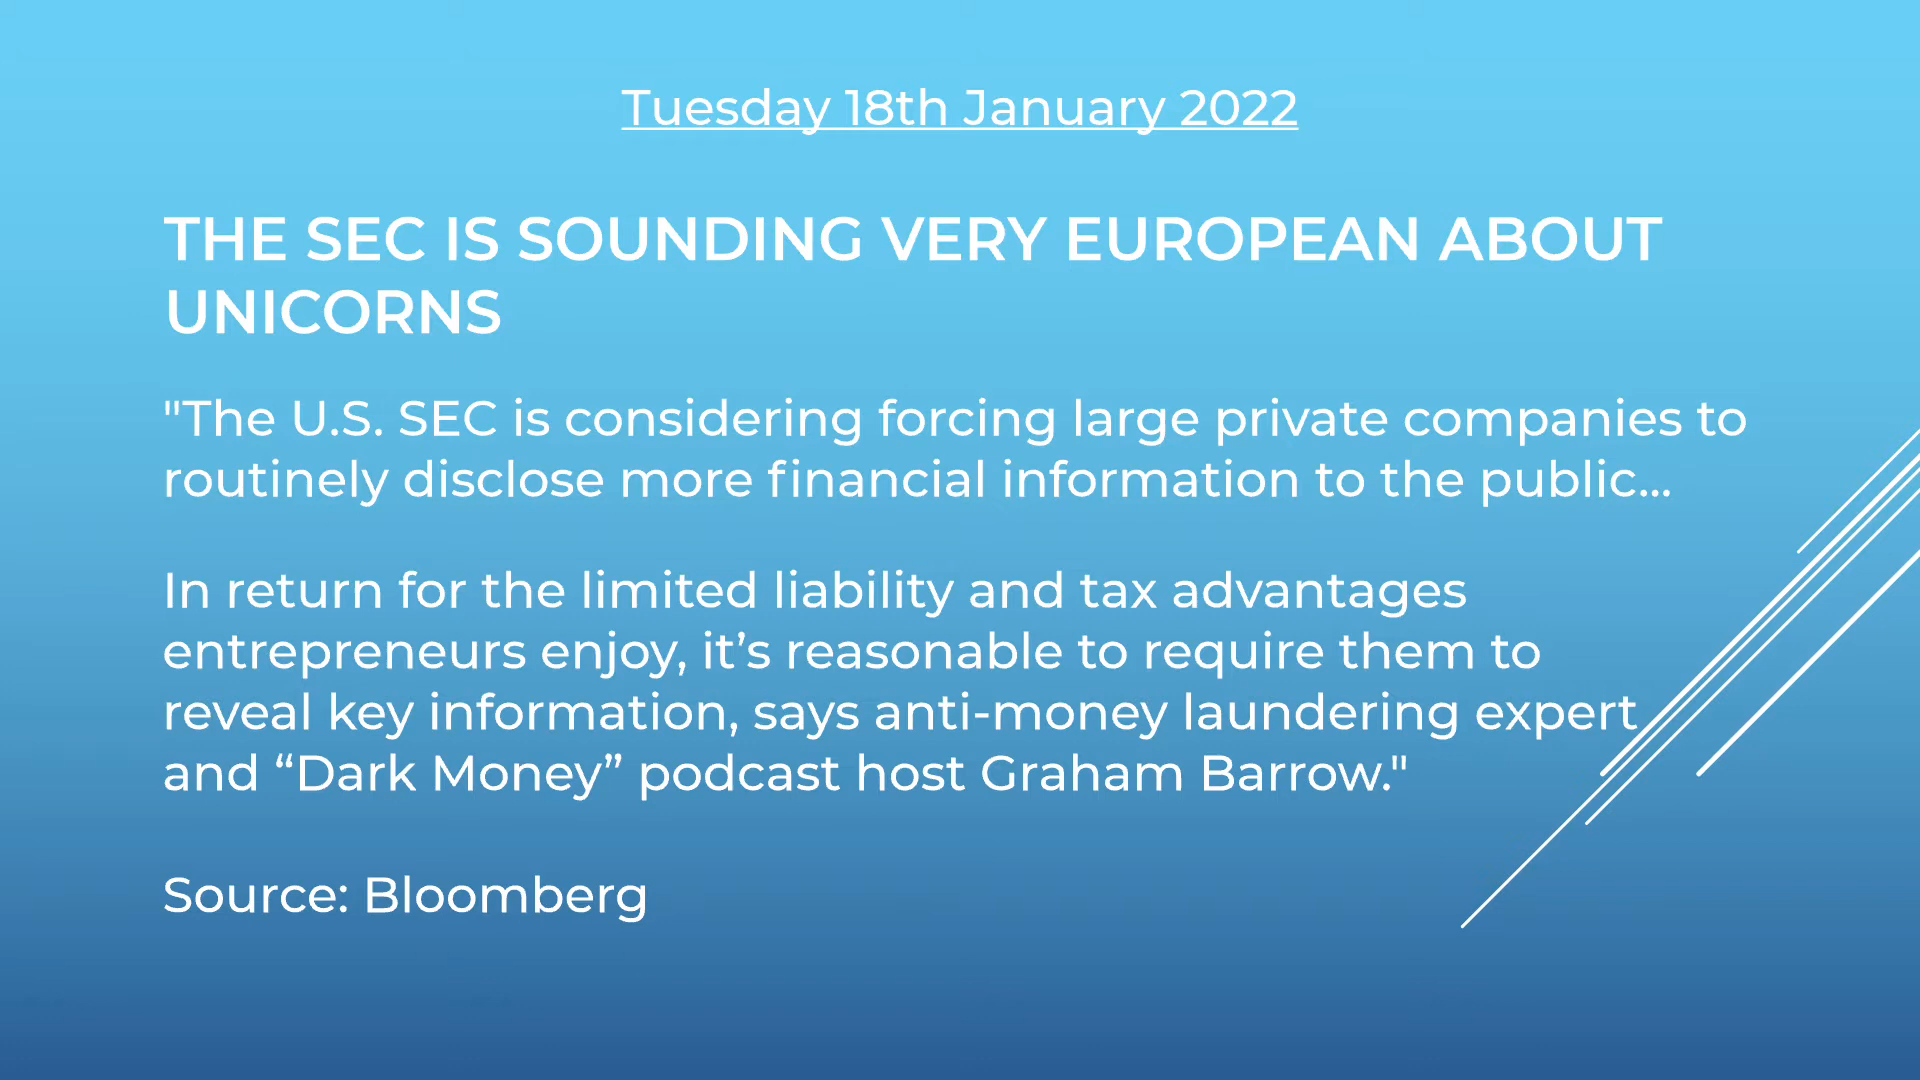 Tuesday 18th January 2022
THE SEC IS SOUNDING VERY EUROPEAN ABOUT
UNICORNS
"The U.S. SEC is considering forcing large private companies to
routinely disclose more financial information to the public...
In return for the limited liability and tax advantages
entrepreneurs enjoy, it’s reasonable to require them to
reveal key information, says anti-money laundering expert
and “Dark Money” podcast host Graham Barrow."
Source: Bloomberg